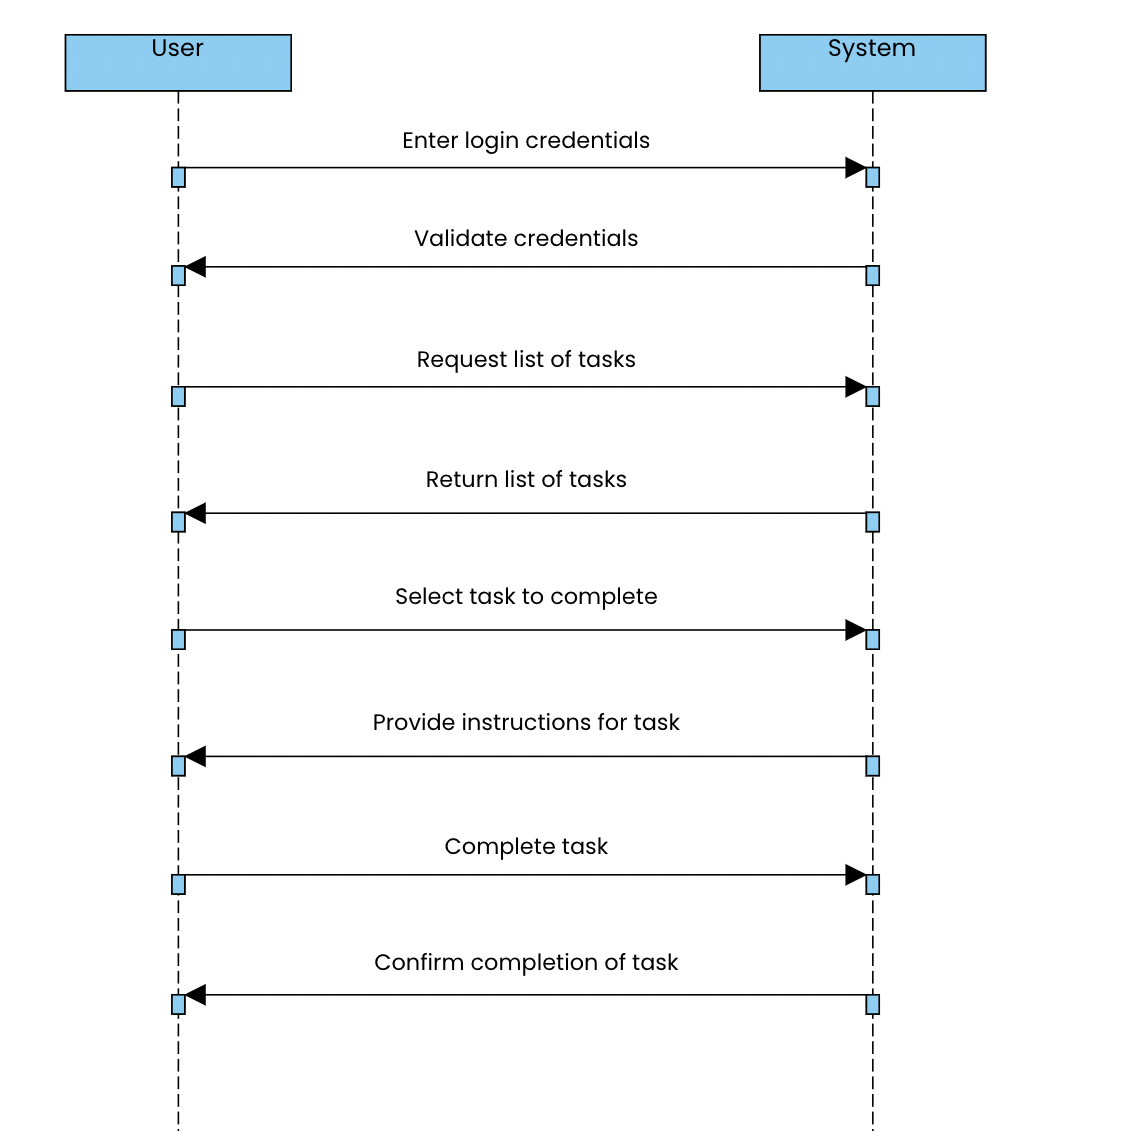 User
System
Enter login credentials
Validate credentials
Request list of tasks
Return list of tasks
Select task to complete
Provide instructions for task
Complete task
Confirm completion of task